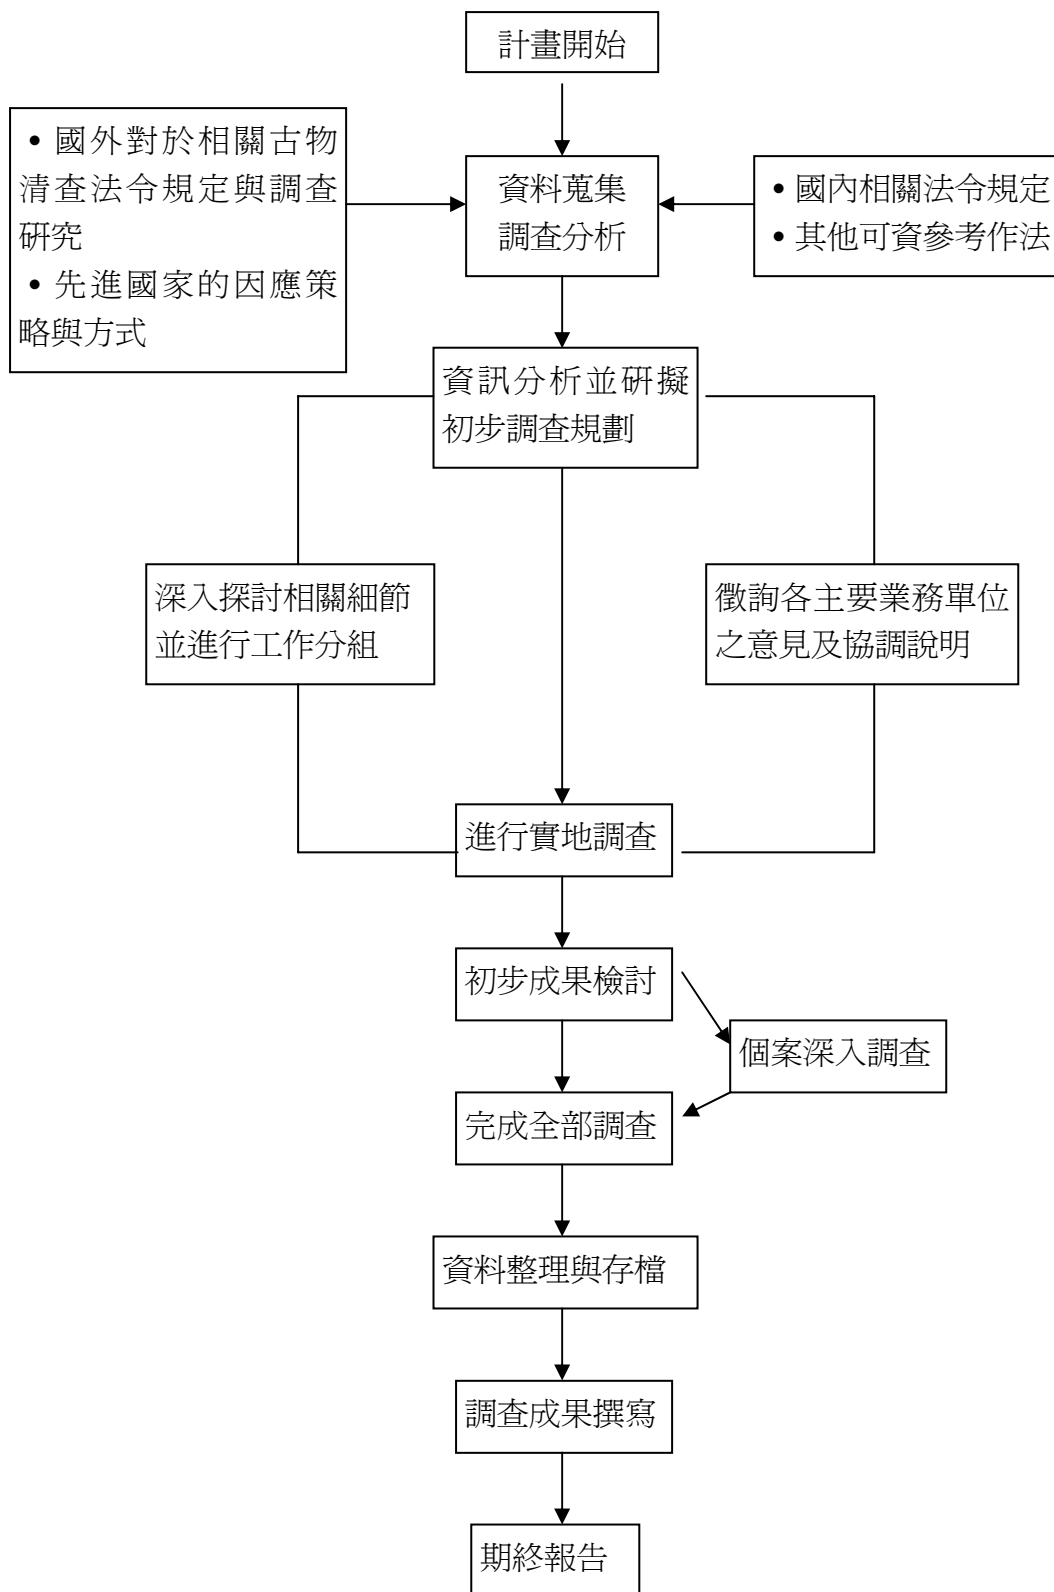 計畫開始
• 國外對於相關古物
清查法令規定與調查
研究
• 先進國家的因應策
略與方式
資料蒐集
調查分析
• 國內相關法令規定
• 其他可資參考作法
資訊分析並研擬
初步調查規劃
深入探討相關細節
並進行工作分組
徵詢各主要業務單位
之意見及協調說明
進行實地調查
初步成果檢討
個案深入調查
完成全部調查
資料整理與存檔
調查成果撰寫
期終報告